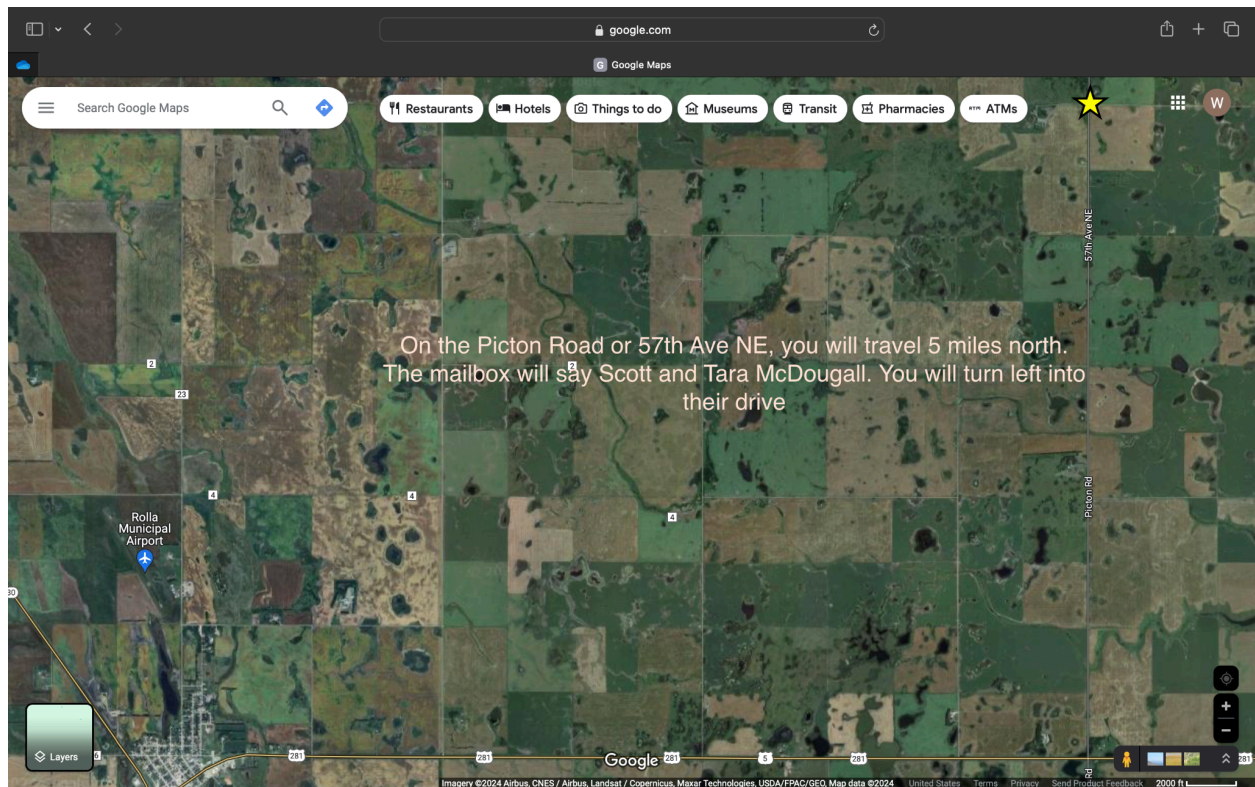 google.com
G Google Maps
Search Google Maps
Restaurants
Hotels
Things to do
Museums
Transit
Pharmacies
ATM ATMs
W
57th Ave NE
On the Picton Road or 57th Ave NE, you will travel 5 miles north.
The mailbox will say Scott and Tara McDougall. You will turn left into
their drive
2
2
23
4
4
4
Picton Rd
Rolla
Municipal
Airport
30
Layers
281
281
Google
281
5
281
281
Rd
Imagery ©2024 Airbus, CNES / Airbus, Landsat / Copernicus, Maxar Technologies, USDA/FPAC/GEO, Map data ©2024 United States Terms Privacy Send Product Feedback 2000 ft